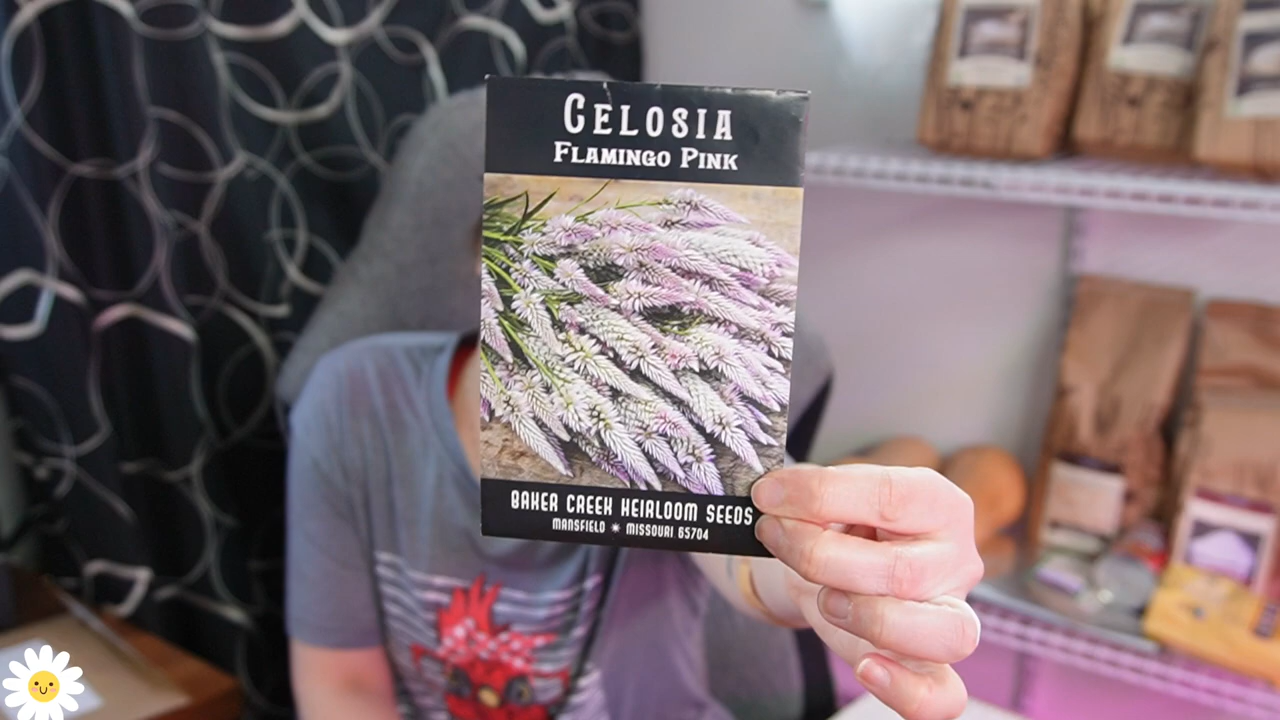 CELOSIA
FLAMINGO PINK
BAKER CREEK HEIRLOOM SEEDS
MANSFIELD ✷ MISSOURI 65704